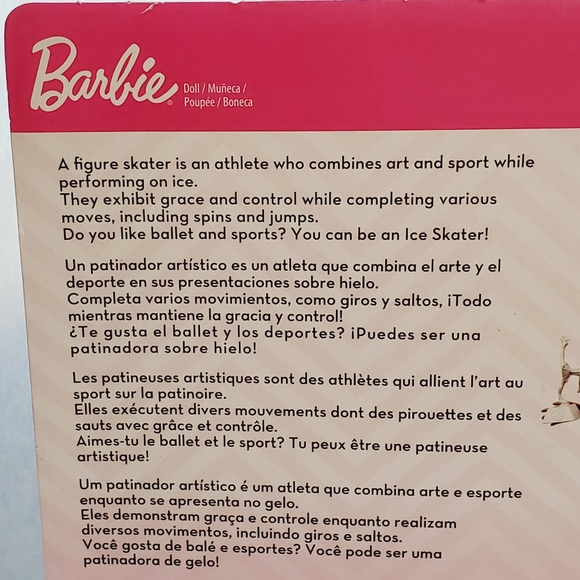 Barbie®
Doll / Muñeca /
Poupée / Boneca
A figure skater is an athlete who combines art and sport while
performing on ice.
They exhibit grace and control while completing various
moves, including spins and jumps.
Do you like ballet and sports? You can be an Ice Skater!
Un patinador artístico es un atleta que combina el arte y el
deporte en sus presentaciones sobre hielo.
Completa varios movimientos, como giros y saltos, ¡Todo
mientras mantiene la gracia y control!
¿Te gusta el ballet y los deportes? ¡Puedes ser una
patinadora sobre hielo!
Les patineuses artistiques sont des athlètes qui allient l'art au
sport sur la patinoire.
Elles exécutent divers mouvements dont des pirouettes et des
sauts avec grâce et contrôle.
Aimes-tu le ballet et le sport? Tu peux être une patineuse
artistique!
Um patinador artístico é um atleta que combina arte e esporte
enquanto se apresenta no gelo.
Eles demonstram graça e controle enquanto realizam
diversos movimentos, incluindo giros e saltos.
Você gosta de balé e esportes? Você pode ser uma
patinadora de gelo!